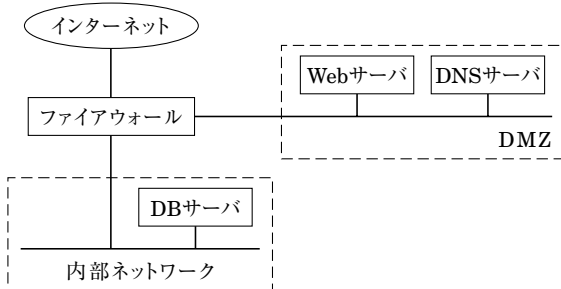 インターネット
Webサーバ
DNSサーバ
ファイアウォール
DMZ
DBサーバ
内部ネットワーク